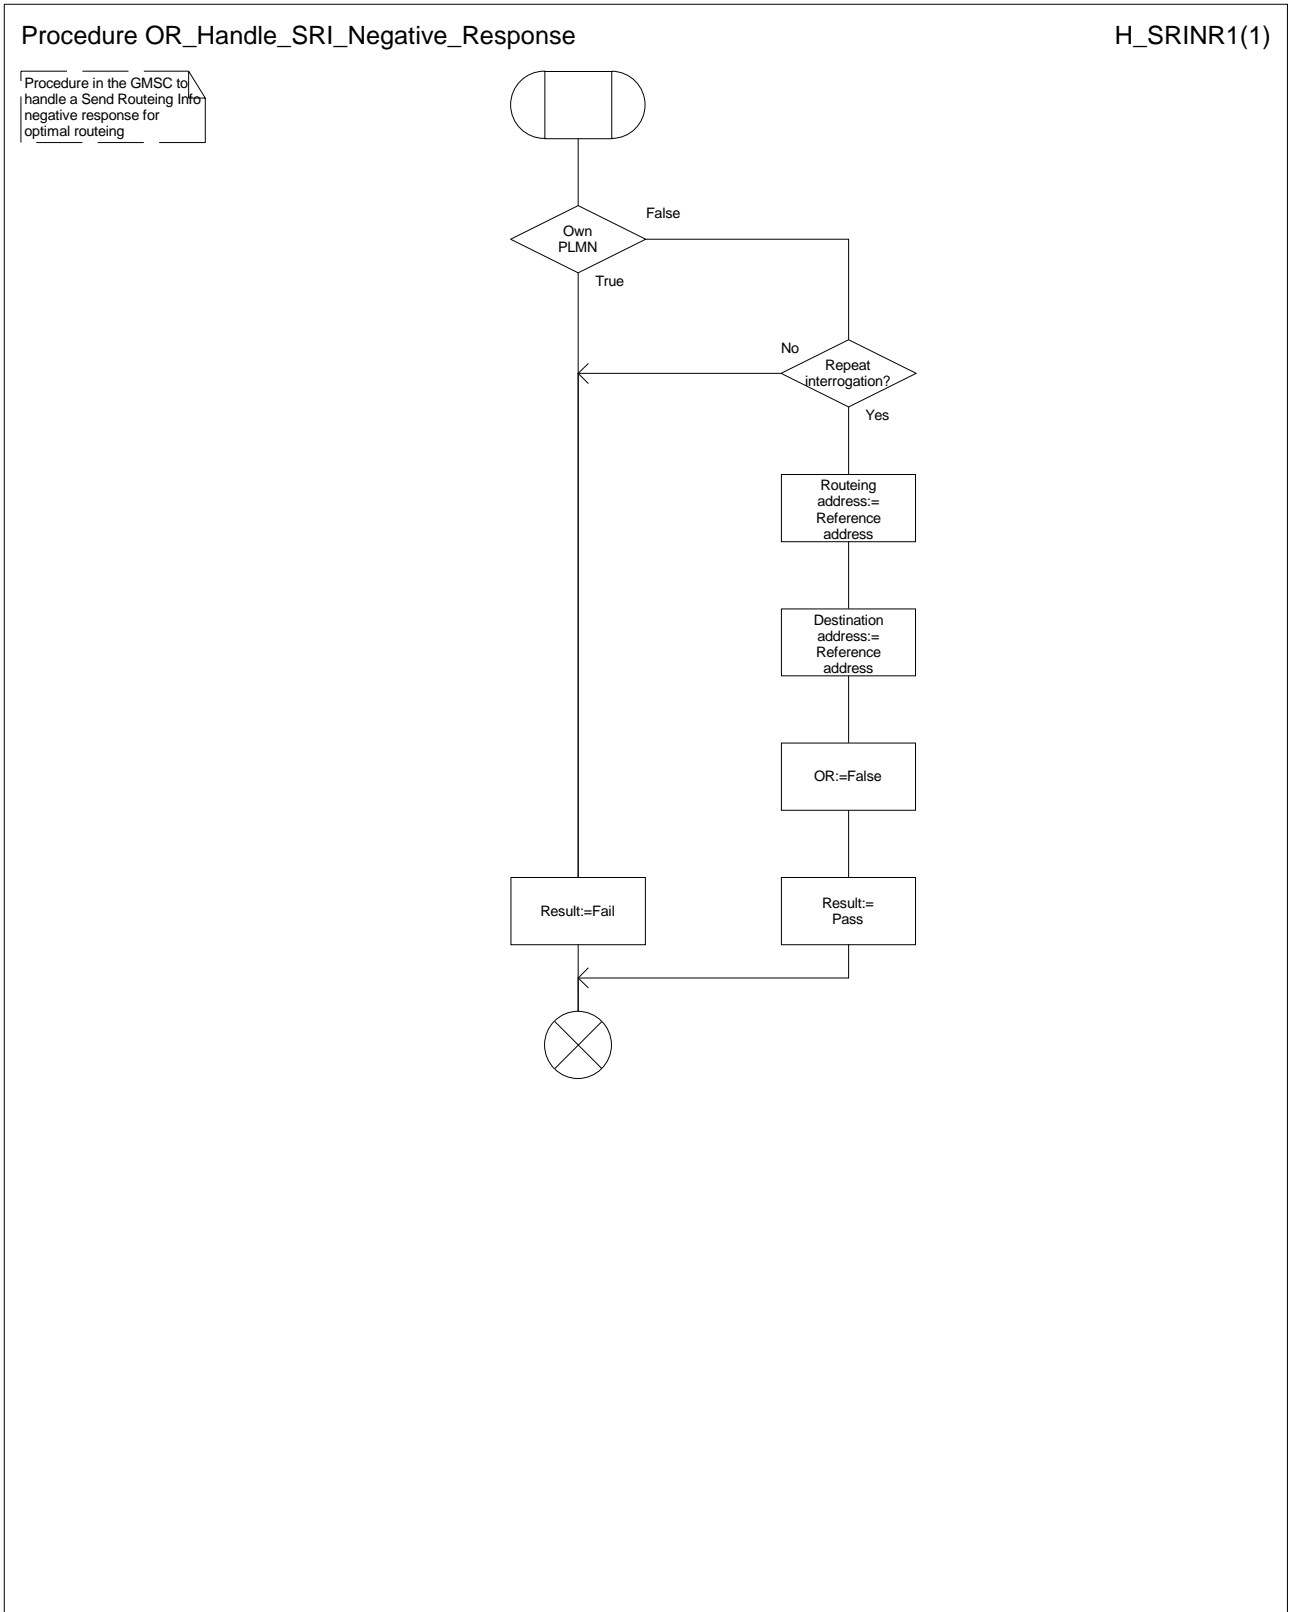 Procedure OR_Handle_SRI_Negative_Response
H_SRINR1(1)
Procedure in the GMSC to
handle a Send Routeing Info
negative response for
optimal routeing
False
Own
PLMN
True
No
Repeat
interrogation?
Yes
Routeing
address:=
Reference
address
Destination
address:=
Reference
address
OR:=False
Result:=Fail
Result:=
Pass